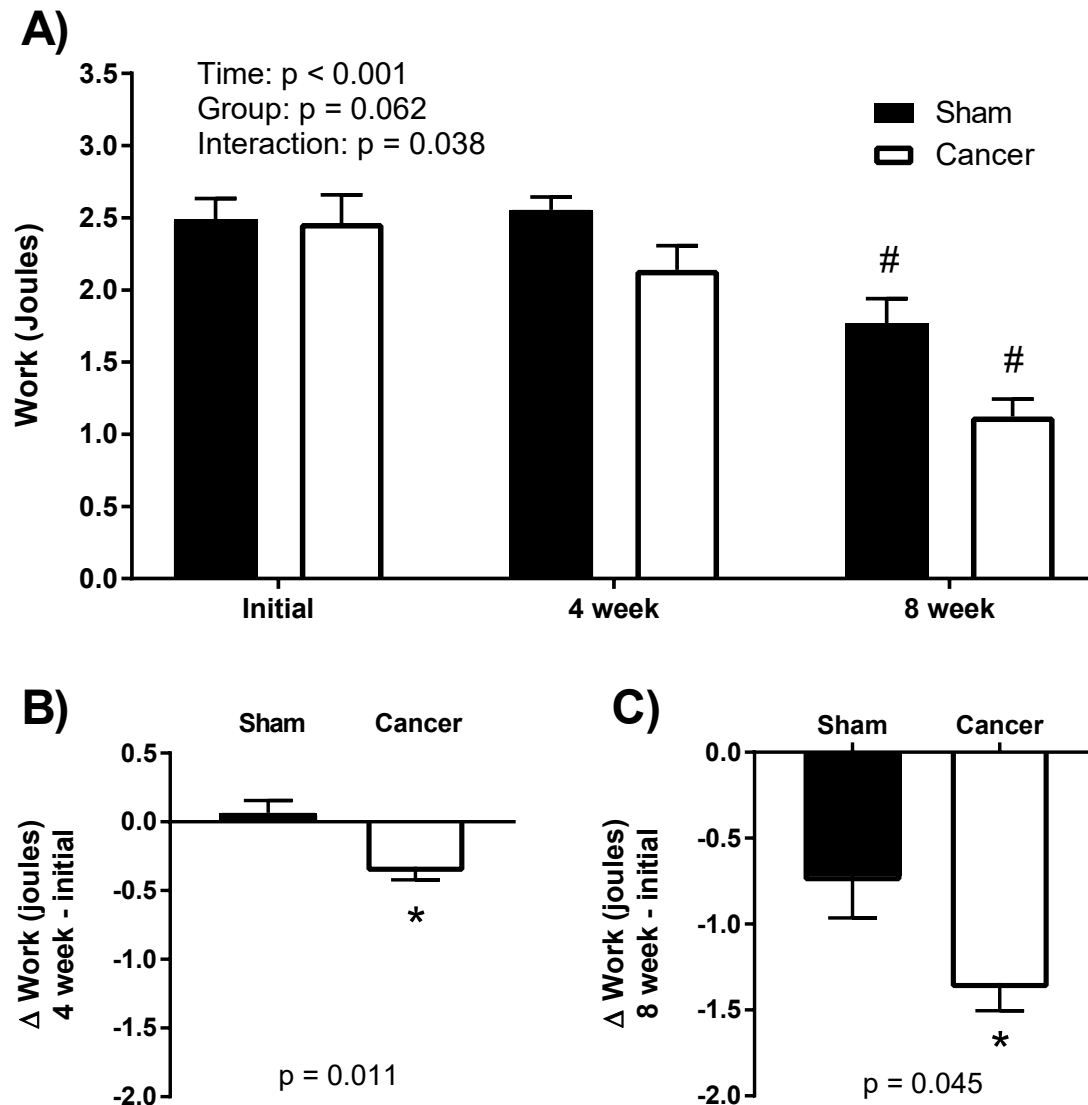 A)
Time: p < 0.001
Group: p = 0.062
Interaction: p = 0.038
Sham
Cancer
Work (Joules)
3.5
3.0
2.5
2.0
1.5
1.0
0.5
0.0
#
#
Initial
4 week
8 week
B)
Sham
Cancer
Δ Work (joules)
4 week - initial
0.5
0.0
-0.5
-1.0
-1.5
-2.0
*
p = 0.011
C)
Sham
Cancer
Δ Work (joules)
8 week - initial
0.0
-0.5
-1.0
-1.5
-2.0
*
p = 0.045